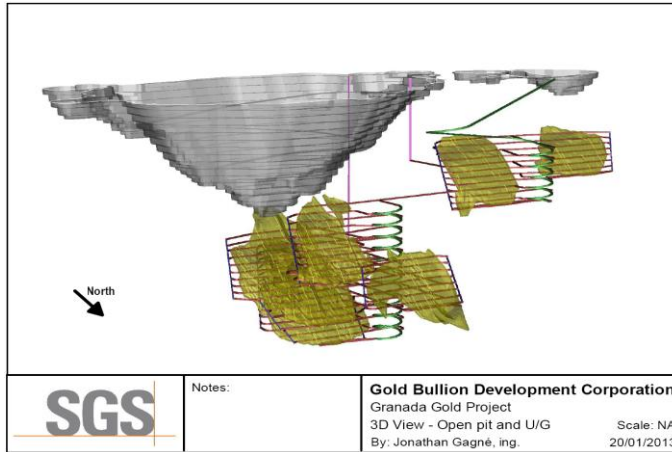 North
SGS
Notes:
Gold Bullion Development Corporation
Granada Gold Project
3D View - Open pit and U/G
Scale: NA
By: Jonathan Gagné, ing.
20/01/2013